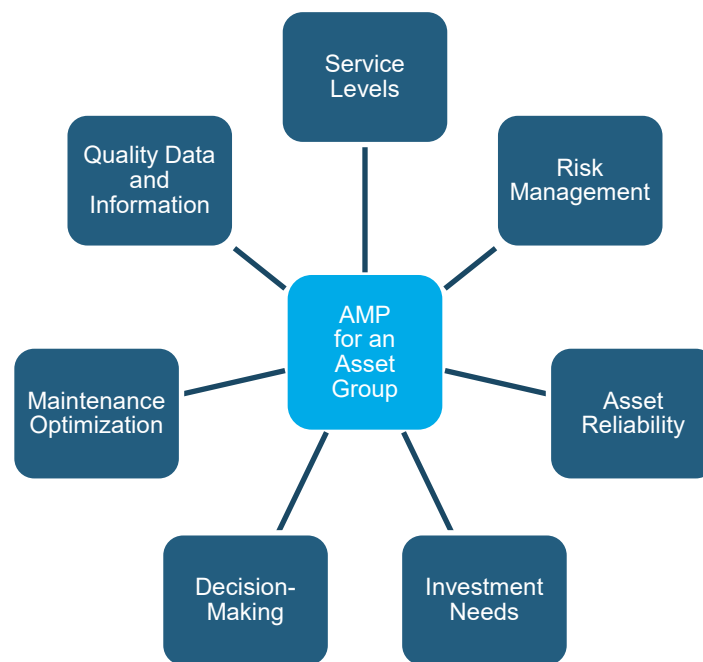 Service
Levels
Risk
Management
Asset
Reliability
Investment
Needs
Decision-
Making
Maintenance
Optimization
Quality Data
and
Information
AMP
for an
Asset
Group